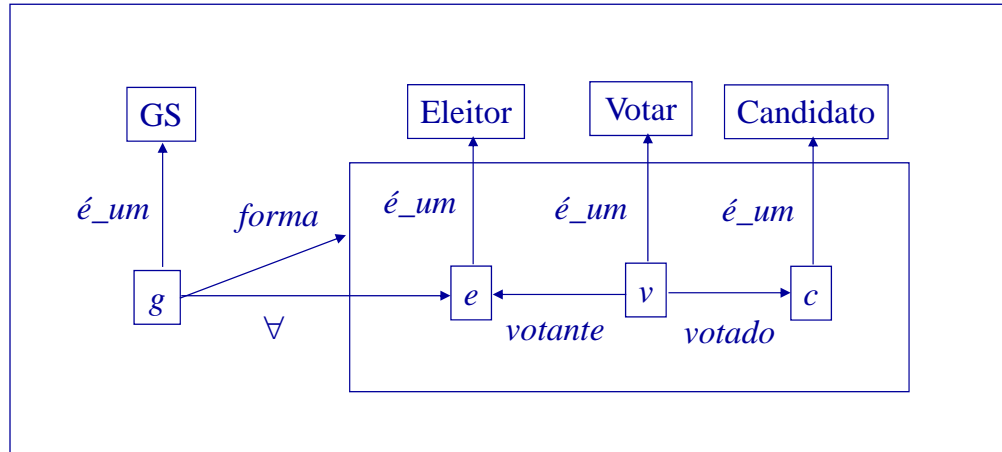 GS
Eleitor
Votar
Candidato
é_um
forma
é_um
é_um
é_um
g
e
v
c
∀
votante
votado